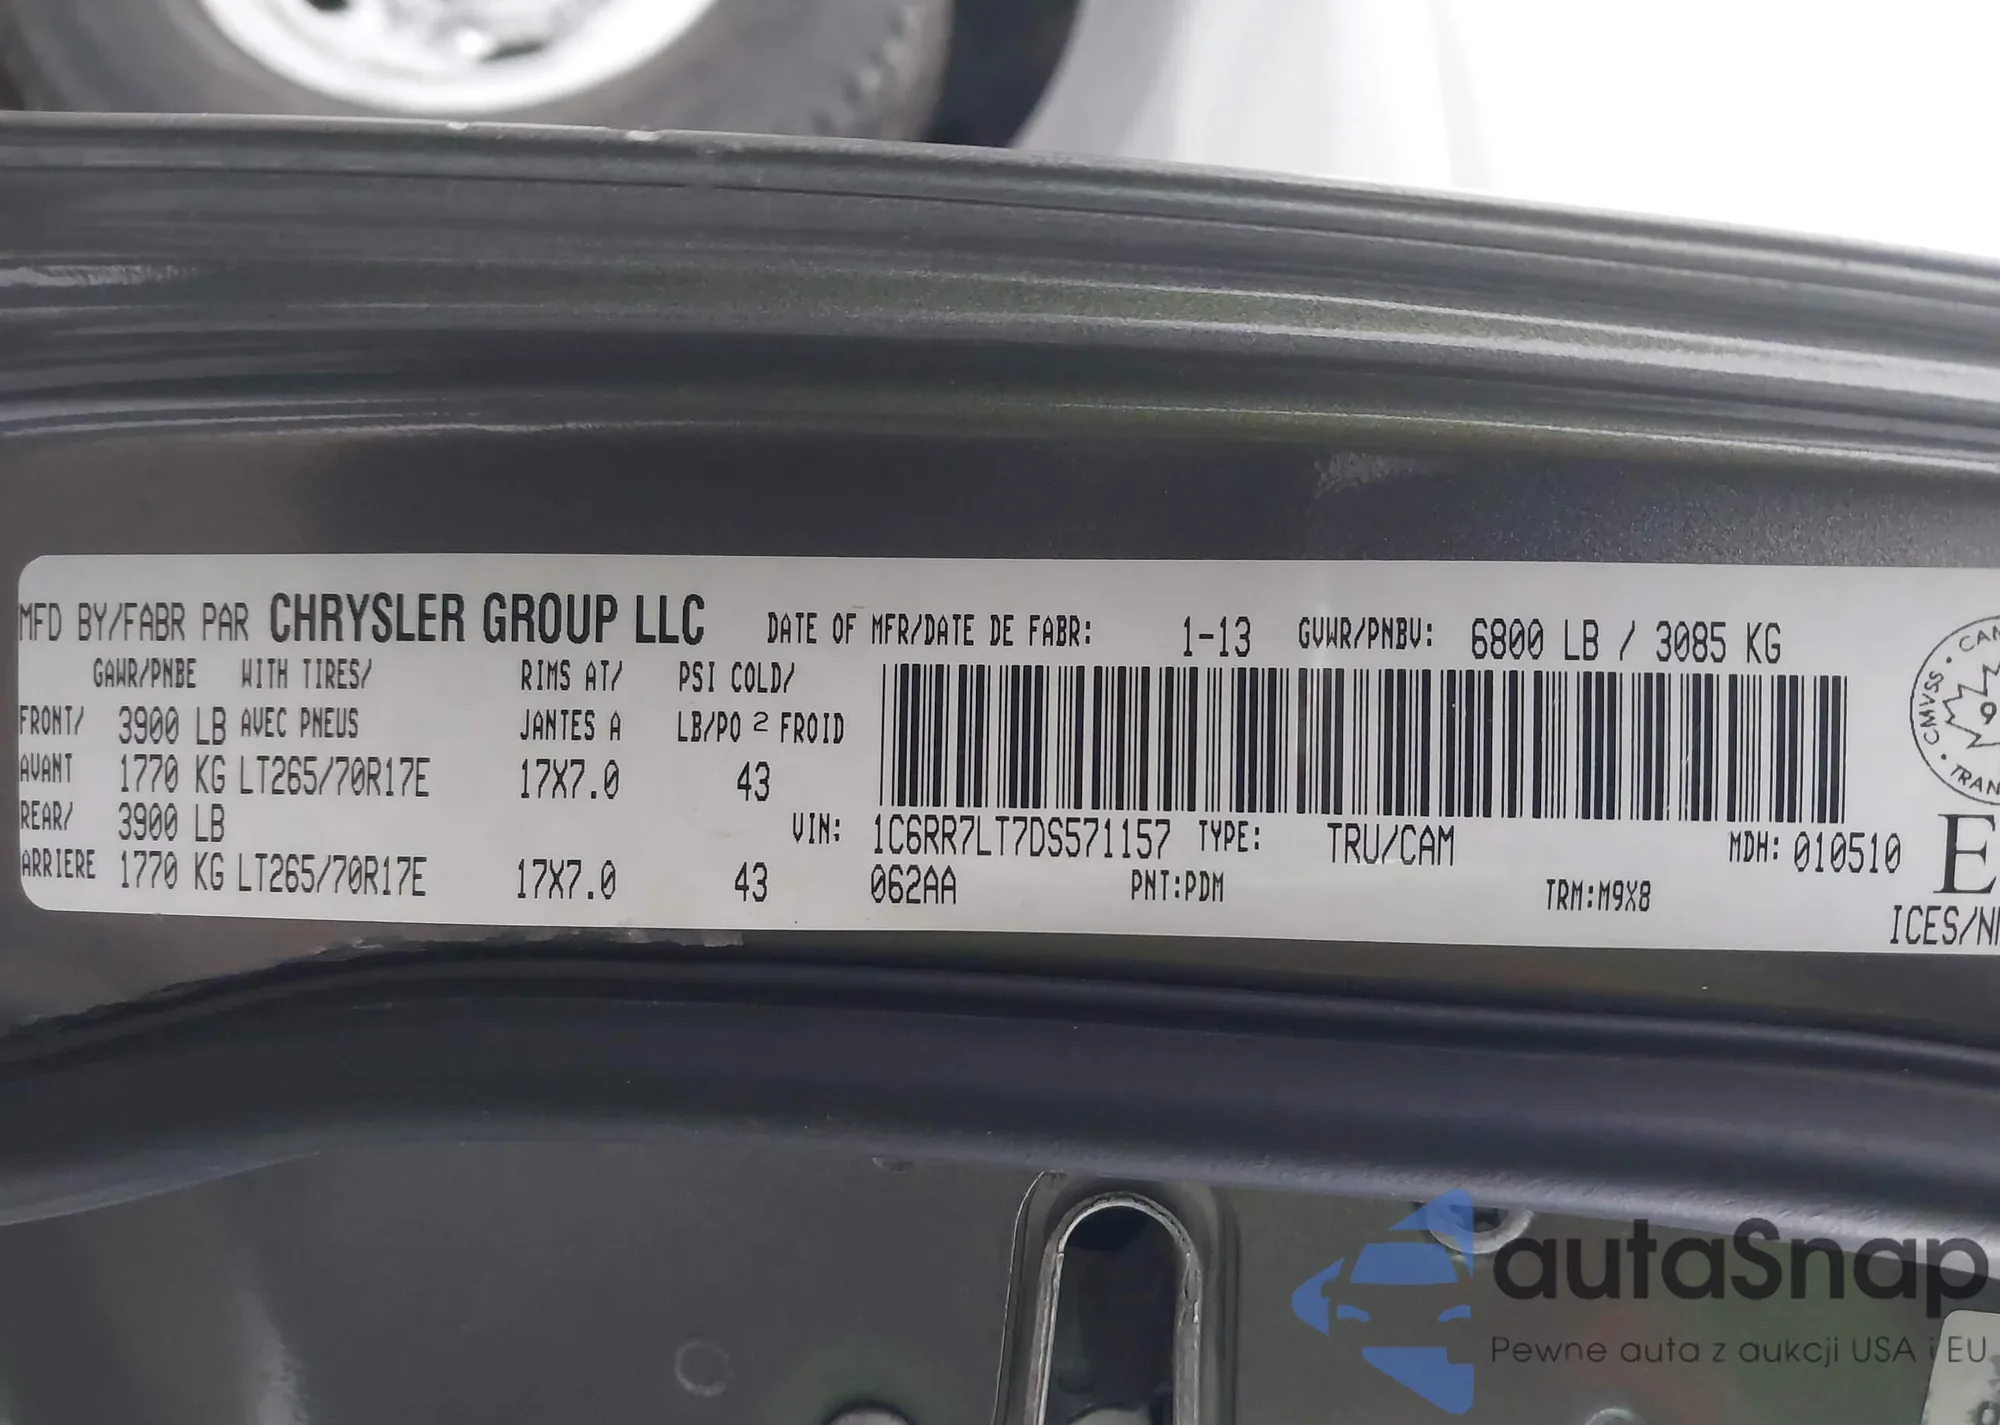 MFD BY/FABR PAR CHRYSLER GROUP LLC DATE OF MFR/DATE DE FABR: 1-13 GVWR/PNBV: 6800 LB / 3085 KG
GAWR/PNBE WITH TIRES/ RIMS AT/ PSI COLD/
FRONT/ 3900 LB AVEC PNEUS JANTES A LB/PO 2 FROID
AVANT 1770 KG LT265/70R17E 17X7.0 43
REAR/ 3900 LB
VIN: 1C6RR7LT7DS571157 TYPE: TRU/CAM MDH: 010510
ARRIERE 1770 KG LT265/70R17E 17X7.0 43
062AA PNT:PDM TRM:M9X8
CMVSS
9
E
ICES/
autaSnap
Pewne auta z aukcji USA i EU